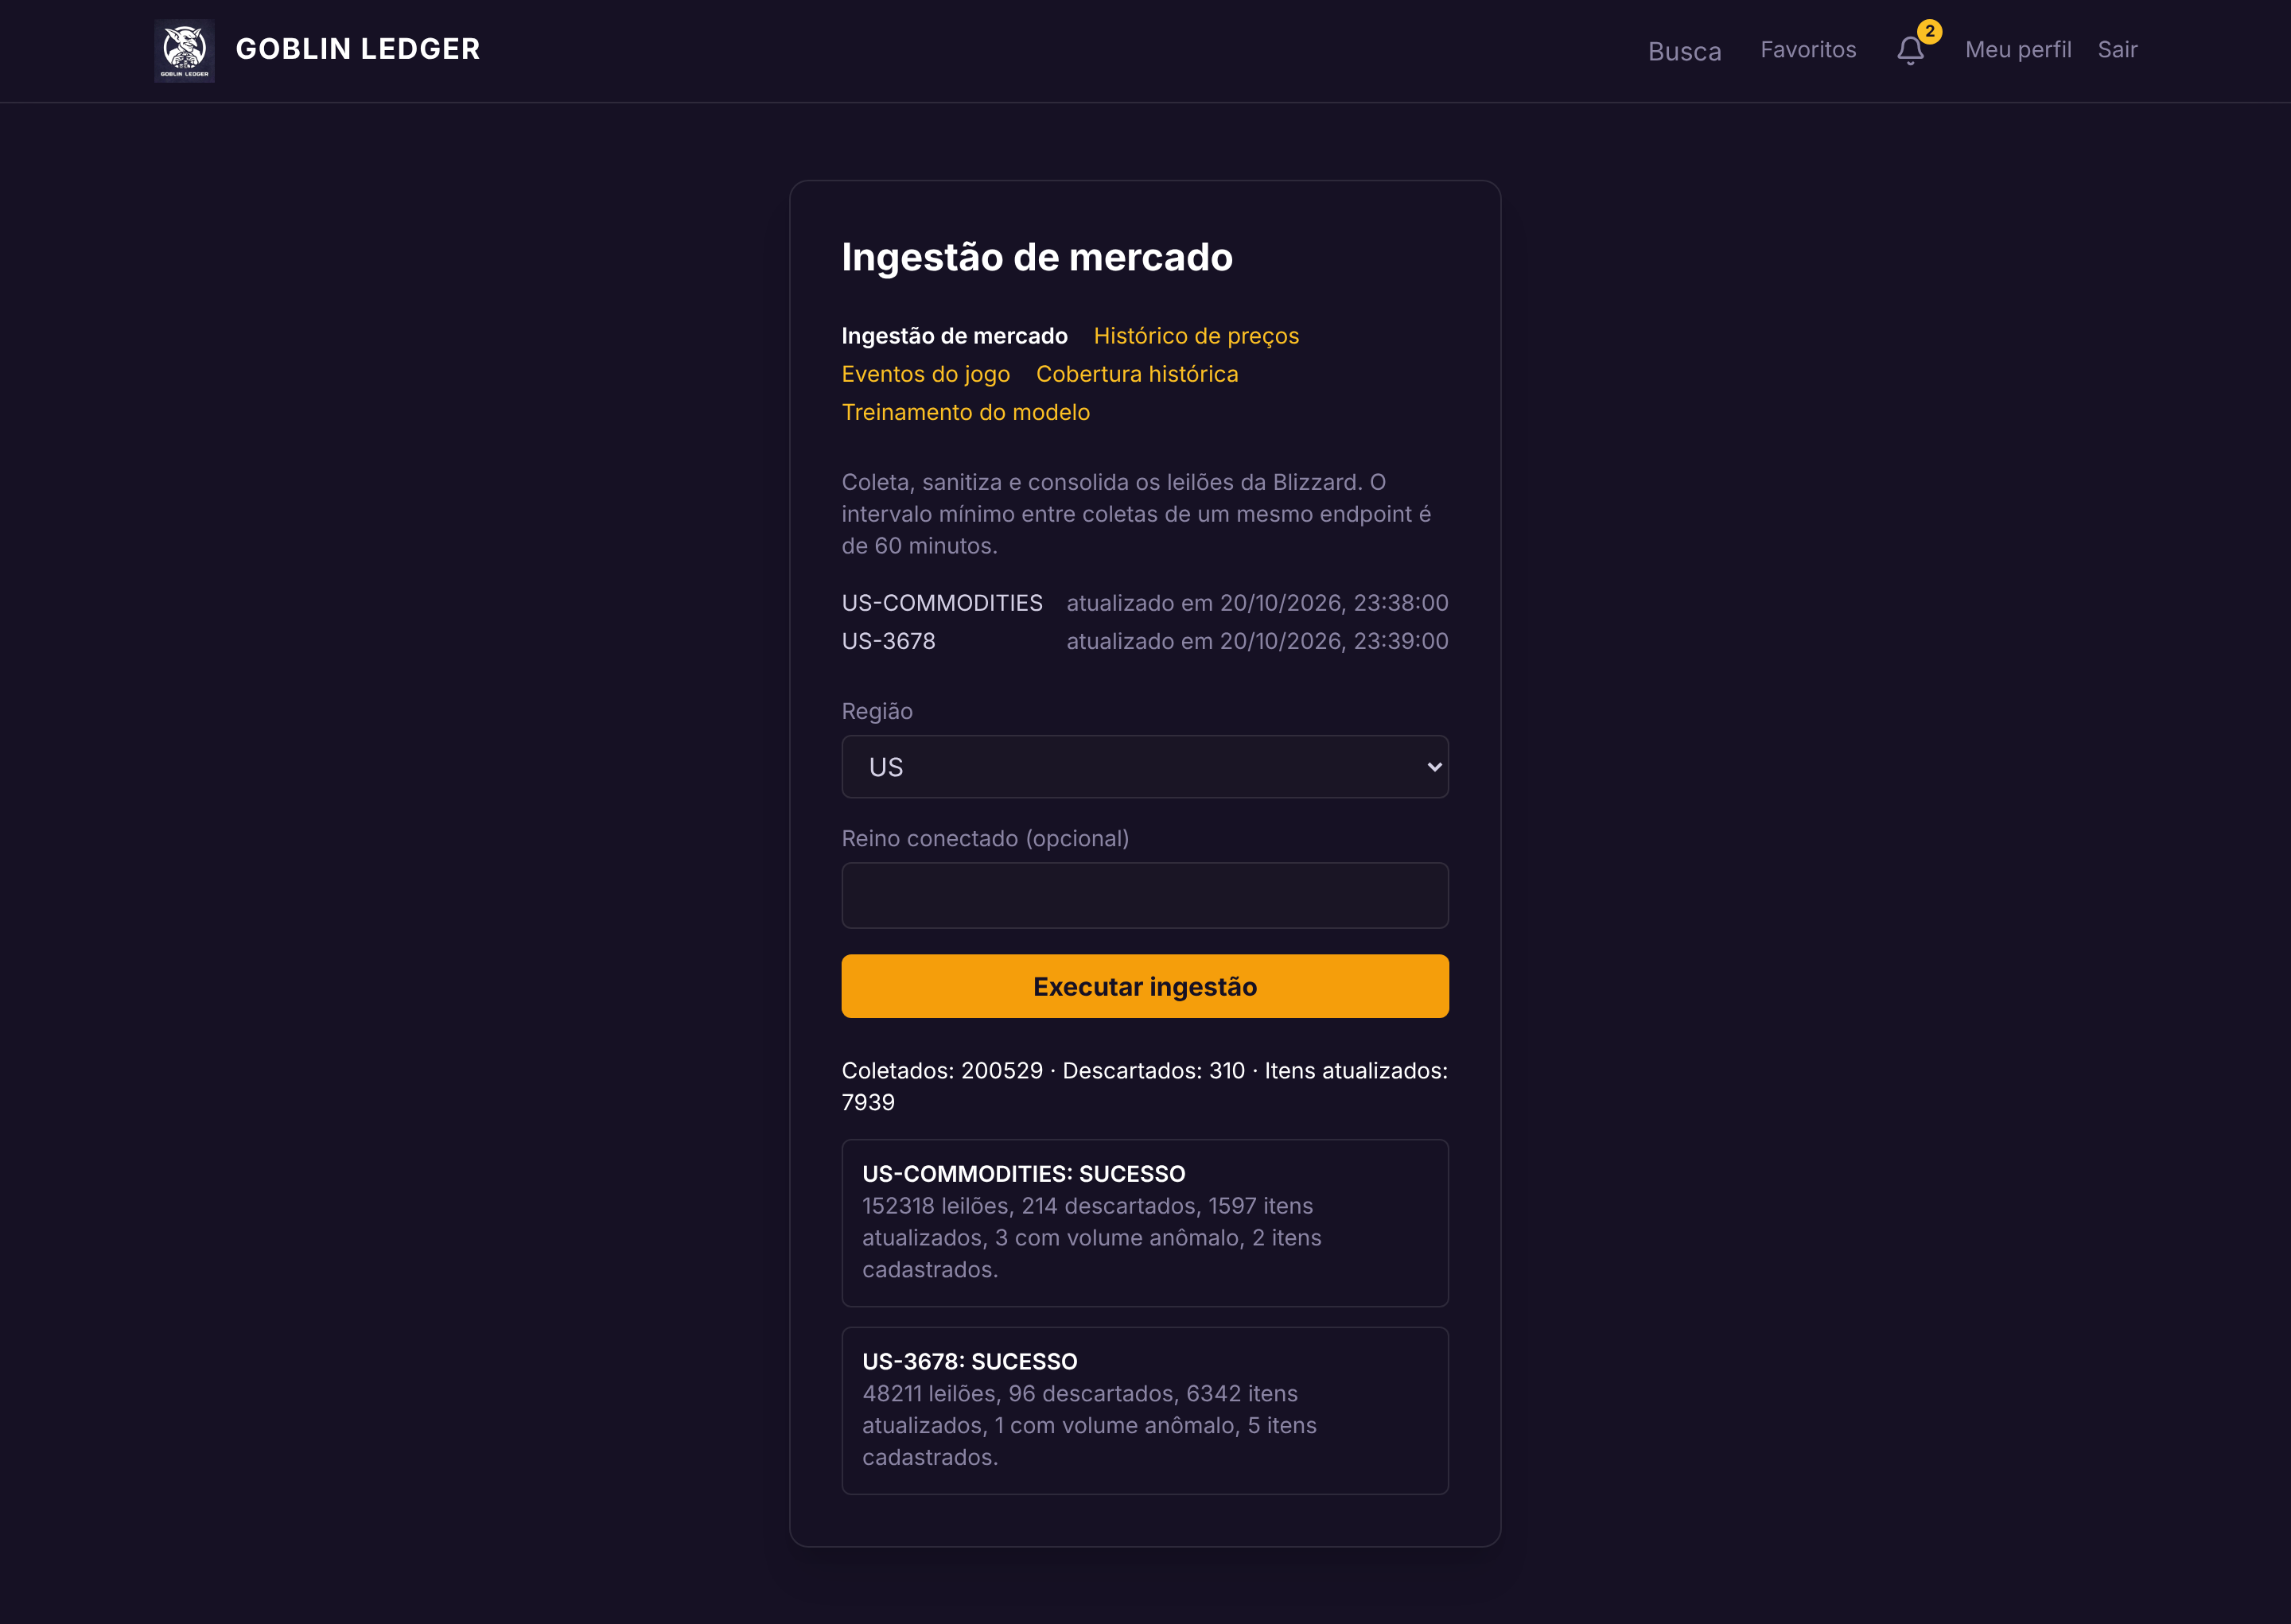 GOBLIN LEDGER
GOBLIN LEDGER
Busca
Favoritos
2
Meu perfil
Sair
Ingestão de mercado
Ingestão de mercado Histórico de preços
Eventos do jogo Cobertura histórica
Treinamento do modelo
Coleta, sanitiza e consolida os leilões da Blizzard. O
intervalo mínimo entre coletas de um mesmo endpoint é
de 60 minutos.
US-COMMODITIES atualizado em 20/10/2026, 23:38:00
US-3678 atualizado em 20/10/2026, 23:39:00
Região
US
Reino conectado (opcional)
Executar ingestão
Coletados: 200529 · Descartados: 310 · Itens atualizados:
7939
US-COMMODITIES: SUCESSO
152318 leilões, 214 descartados, 1597 itens
atualizados, 3 com volume anômalo, 2 itens
cadastrados.
US-3678: SUCESSO
48211 leilões, 96 descartados, 6342 itens
atualizados, 1 com volume anômalo, 5 itens
cadastrados.